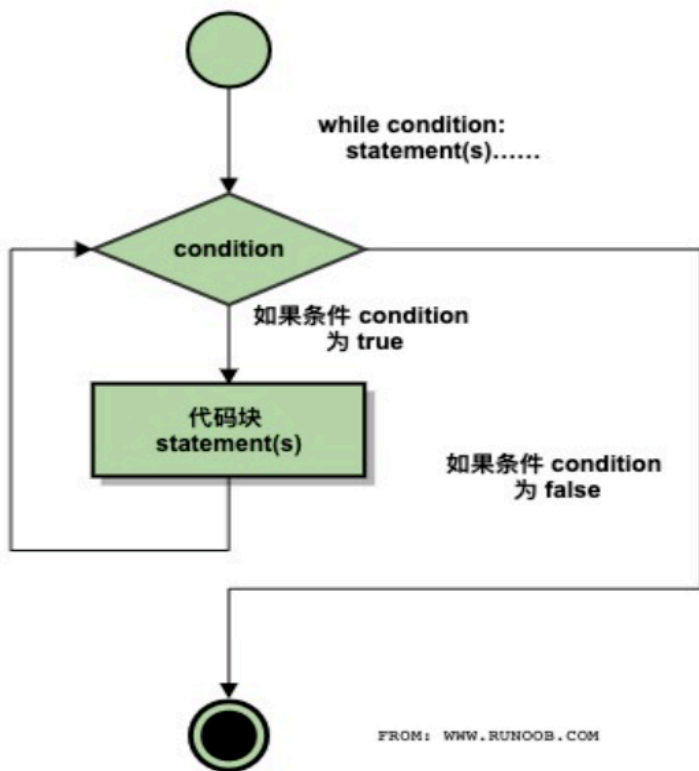 while condition:
statement(s)......
condition
如果条件 condition
为 true
代码块
statement(s)
如果条件 condition
为 false
FROM: WWW.RUNOOB.COM